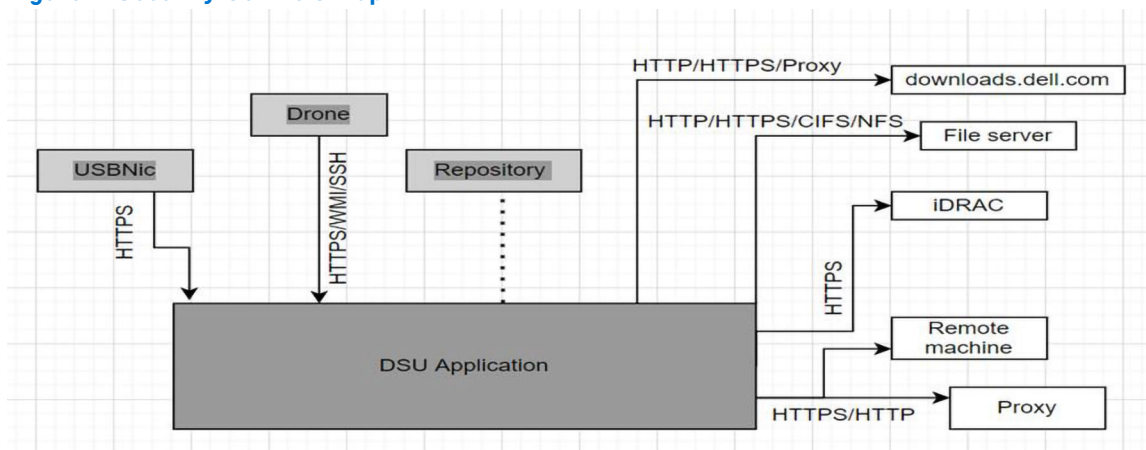 HTTP/HTTPS/Proxy
downloads.dell.com
Drone
HTTP/HTTPS/CIFS/NFS
File server
USBNic
Repository
HTTPS
HTTPS/WMI/SSH
iDRAC
HTTPS
Remote
machine
DSU Application
HTTPS/HTTP
Proxy